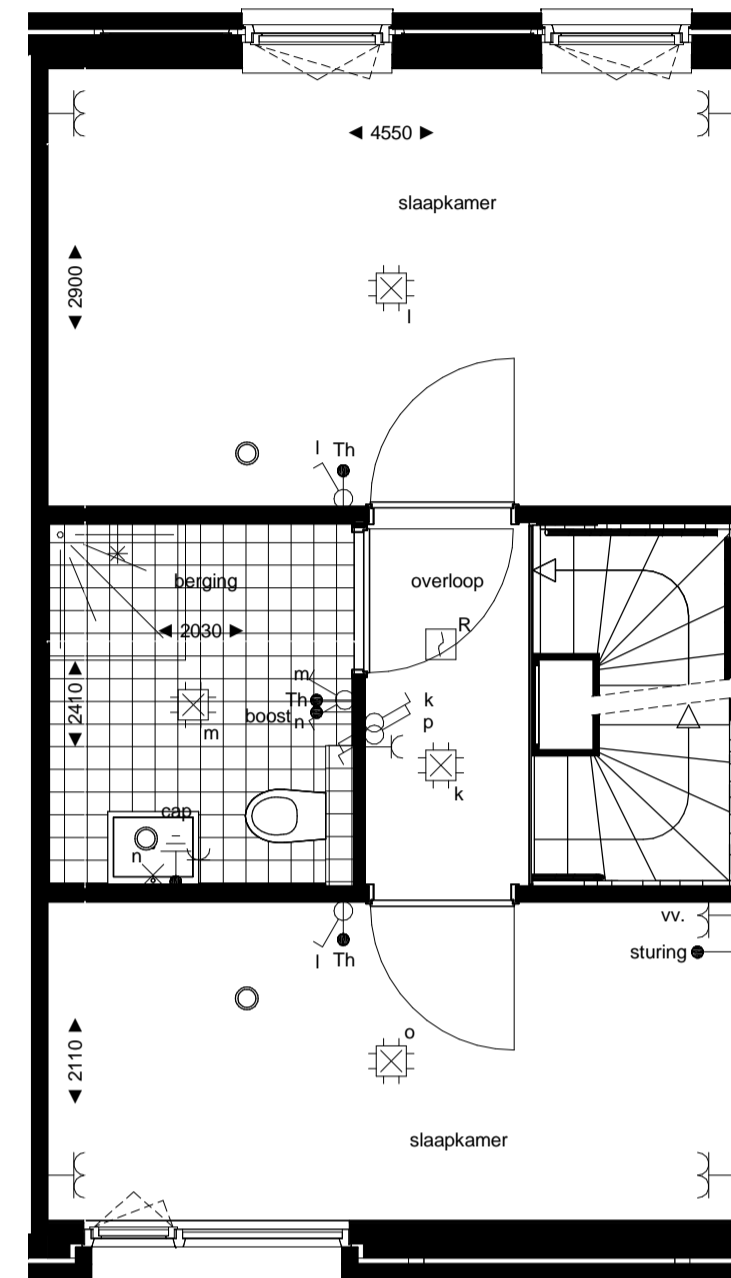 ◄ 4550 ►
slaapkamer
◄ 2900 ►
l
l Th
berging
overloop
◄ 2030 ►
R
m
k
Th
boost n
p
◄ 2410 ►
m
k
cap
n
vv.
sturing
l Th
o
◄ 2110 ►
slaapkamer